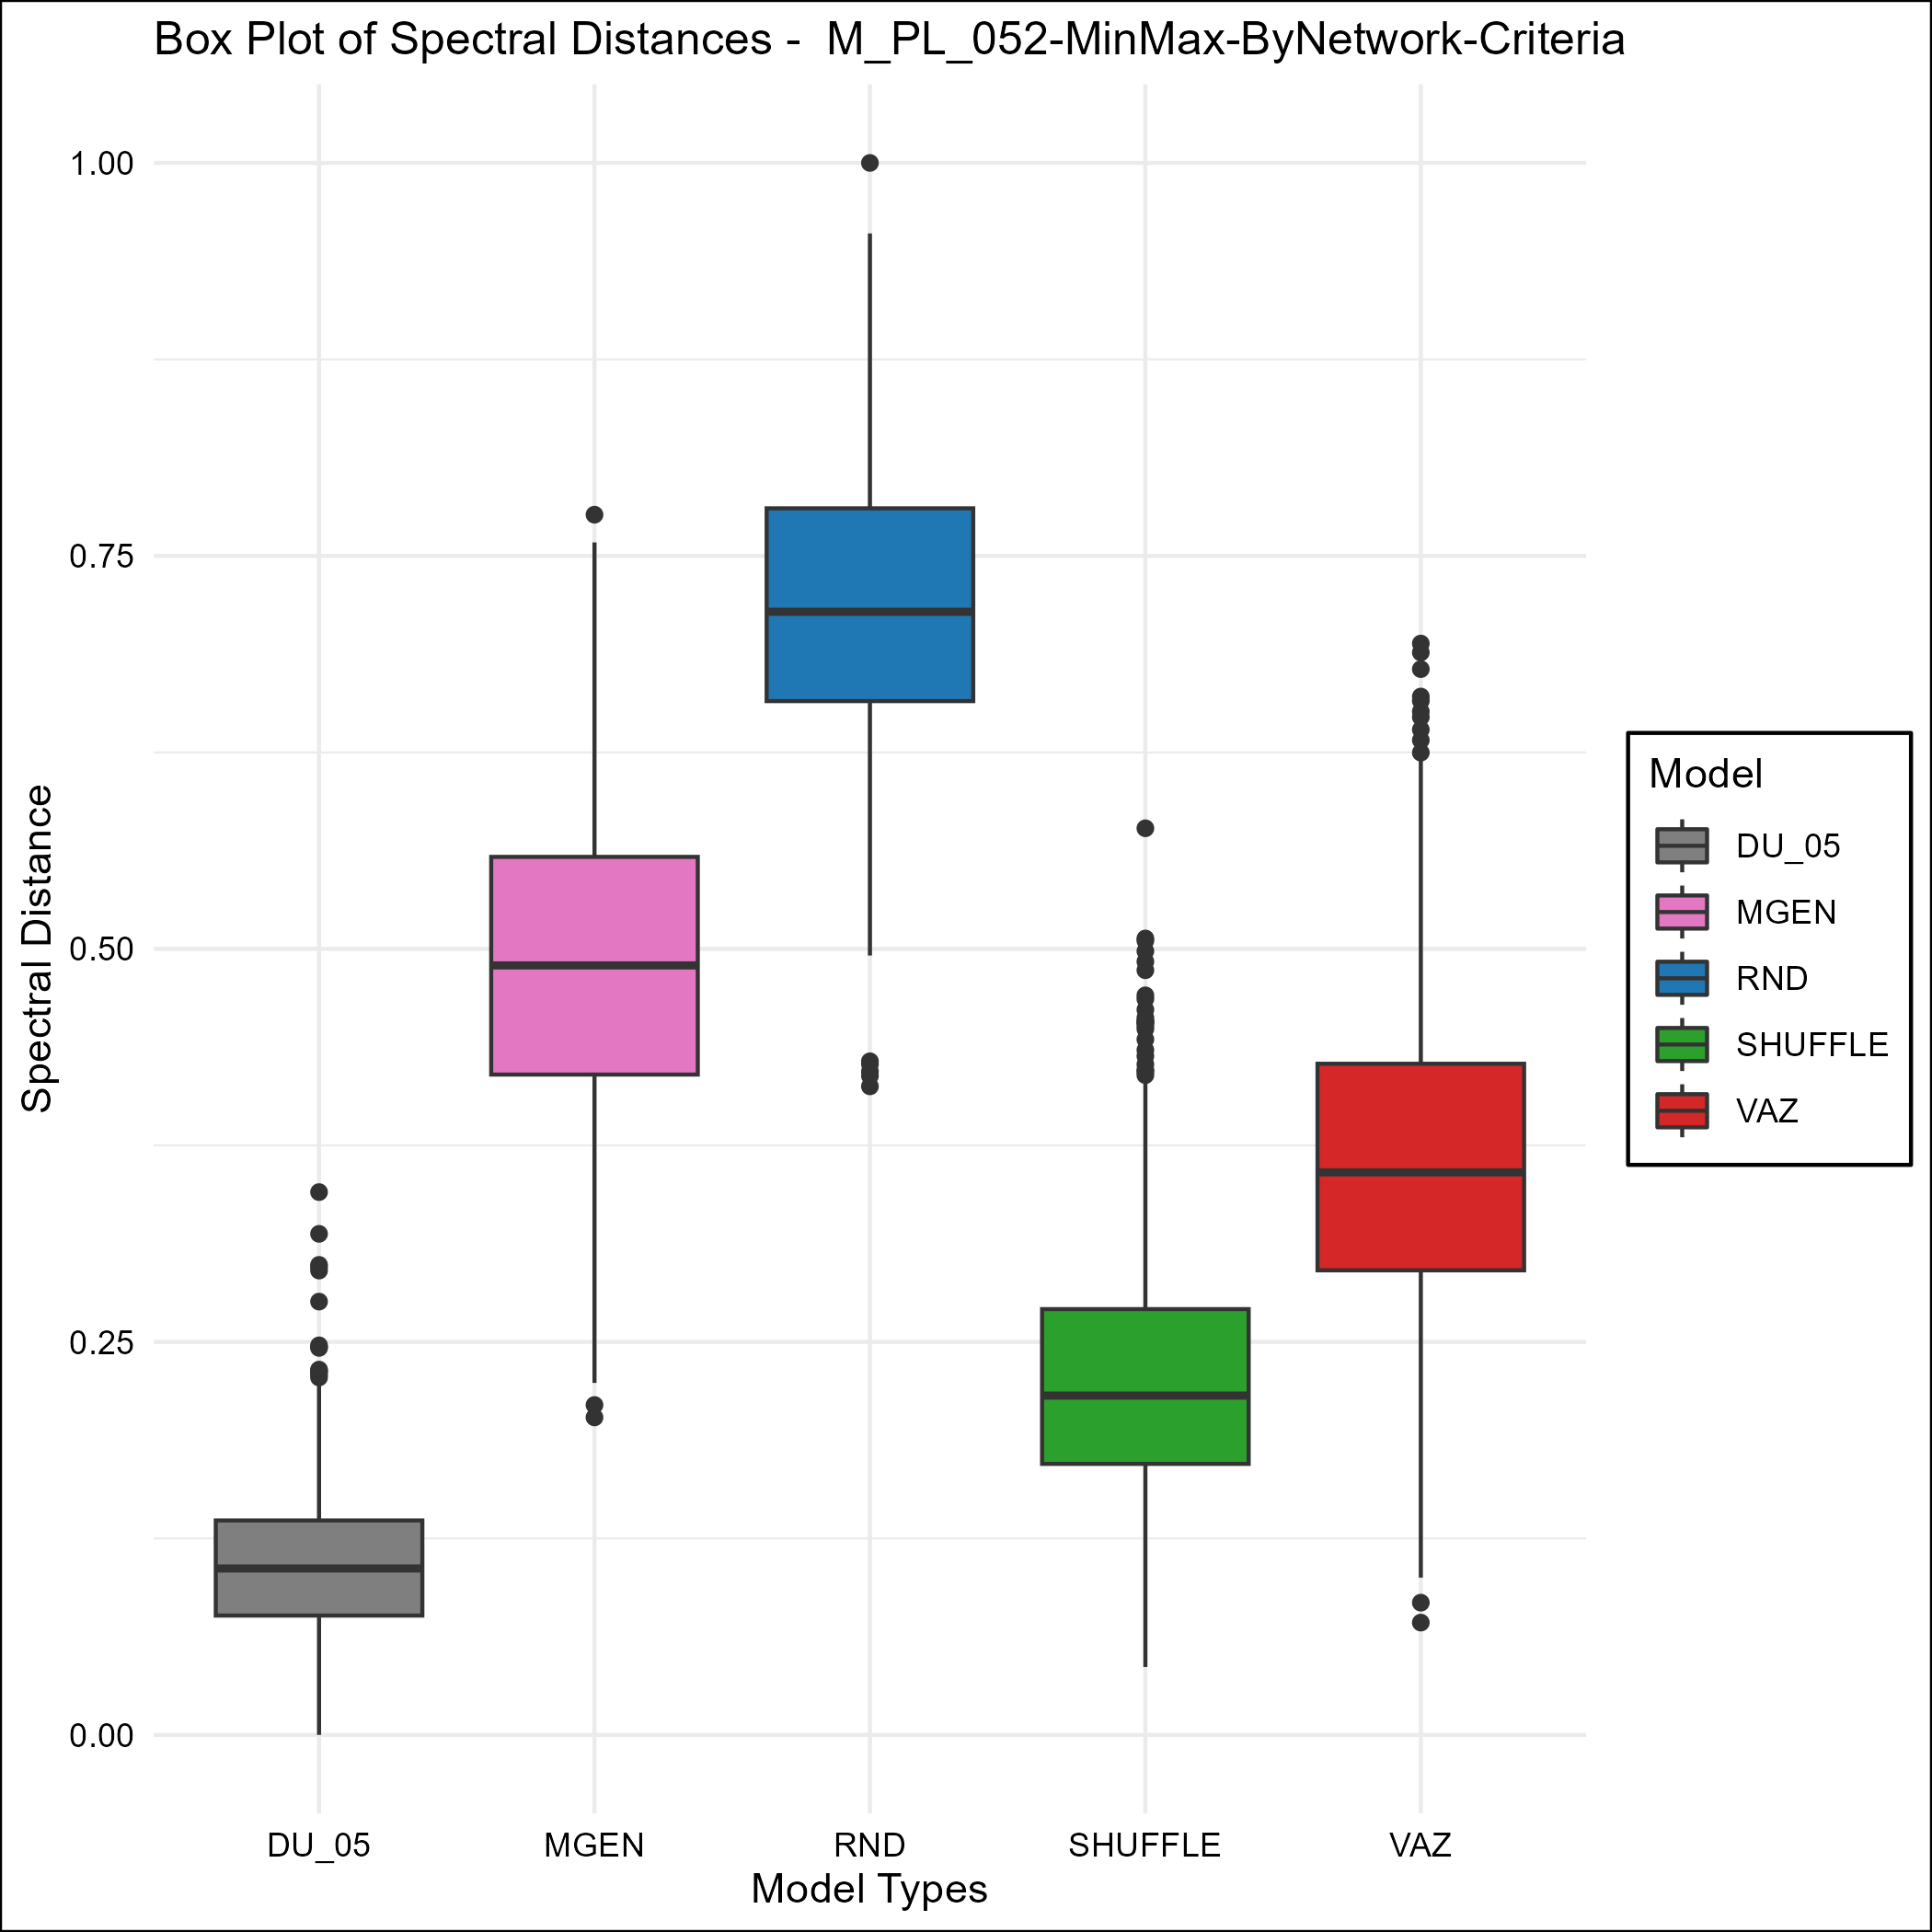 Box Plot of Spectral Distances -  M_PL_052-MinMax-ByNetwork-Criteria
Spectral Distance
1.00
0.75
0.50
0.25
0.00
DU_05
MGEN
RND
SHUFFLE
VAZ
Model Types
Model
DU_05
MGEN
RND
SHUFFLE
VAZ